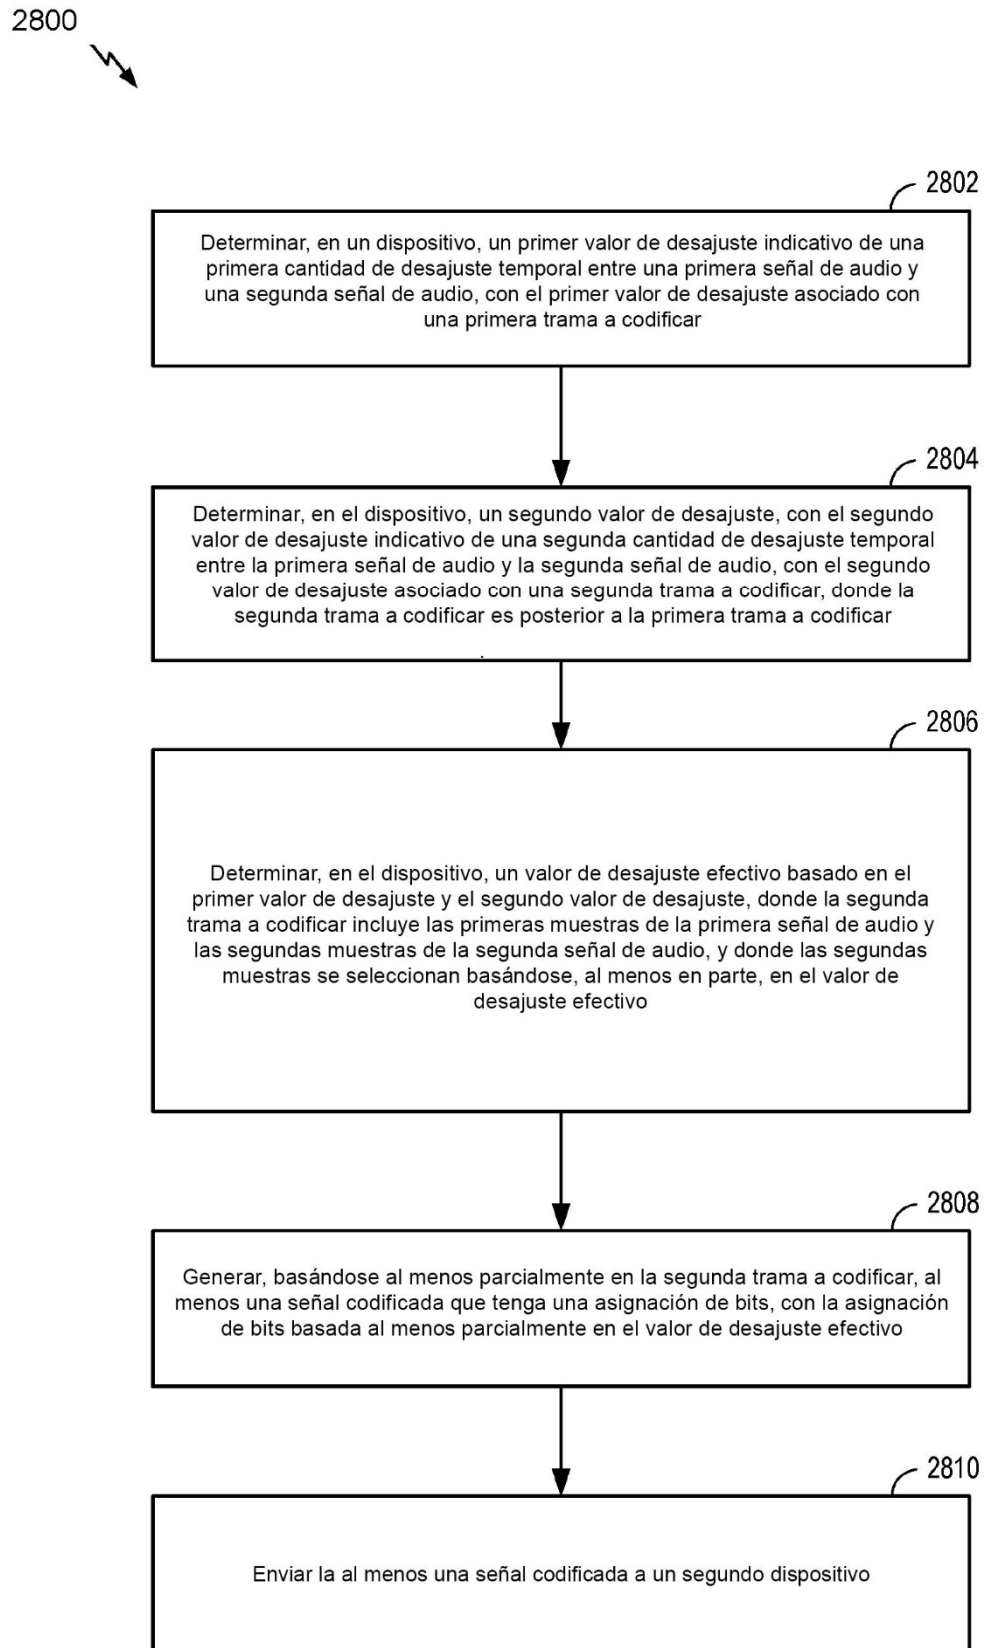 2800
2802
Determinar, en un dispositivo, un primer valor de desajuste indicativo de una
primera cantidad de desajuste temporal entre una primera señal de audio y
una segunda señal de audio, con el primer valor de desajuste asociado con
una primera trama a codificar
2804
Determinar, en el dispositivo, un segundo valor de desajuste, con el segundo
valor de desajuste indicativo de una segunda cantidad de desajuste temporal
entre la primera señal de audio y la segunda señal de audio, con el segundo
valor de desajuste asociado con una segunda trama a codificar, donde la
segunda trama a codificar es posterior a la primera trama a codificar
2806
Determinar, en el dispositivo, un valor de desajuste efectivo basado en el
primer valor de desajuste y el segundo valor de desajuste, donde la segunda
trama a codificar incluye las primeras muestras de la primera señal de audio y
las segundas muestras de la segunda señal de audio, y donde las segundas
muestras se seleccionan basándose, al menos en parte, en el valor de
desajuste efectivo
2808
Generar, basándose al menos parcialmente en la segunda trama a codificar, al
menos una señal codificada que tenga una asignación de bits, con la asignación
de bits basada al menos parcialmente en el valor de desajuste efectivo
2810
Enviar la al menos una señal codificada a un segundo dispositivo